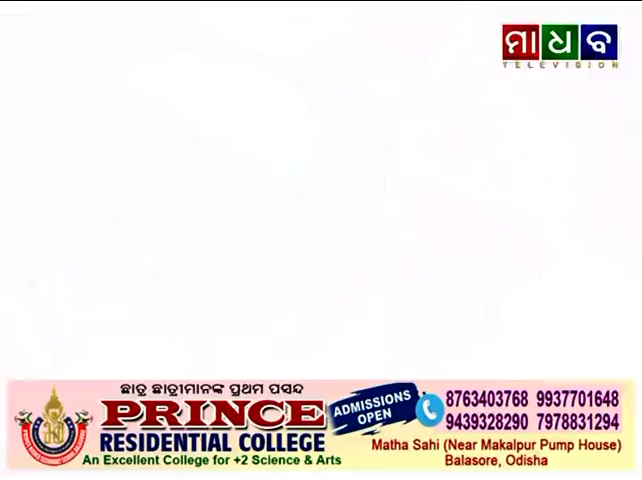 ମାଧବ
TELEVISION
ଛାତ୍ର ଛାତ୍ରୀମାନଙ୍କ ପ୍ରଥମ ପସନ୍ଦ
PRINCE
RESIDENTIAL COLLEGE
An Excellent College for +2 Science & Arts
ADMISSIONS
OPEN
8763403768 9937701648
9439328290 7978831294
Matha Sahi (Near Makalpur Pump House)
Balasore, Odisha